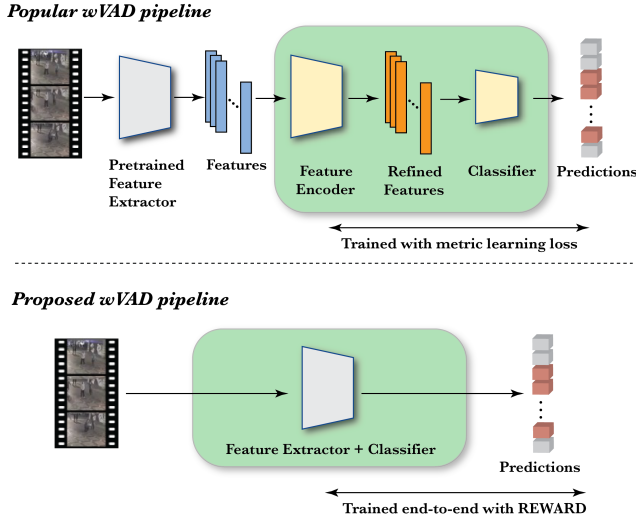 Popular wVAD pipeline
Pretrained
Feature
Extractor
Features
Feature
Encoder
Refined
Features
Classifier
Predictions
Trained with metric learning loss
Proposed wVAD pipeline
Feature Extractor + Classifier
Predictions
Trained end-to-end with REWARD